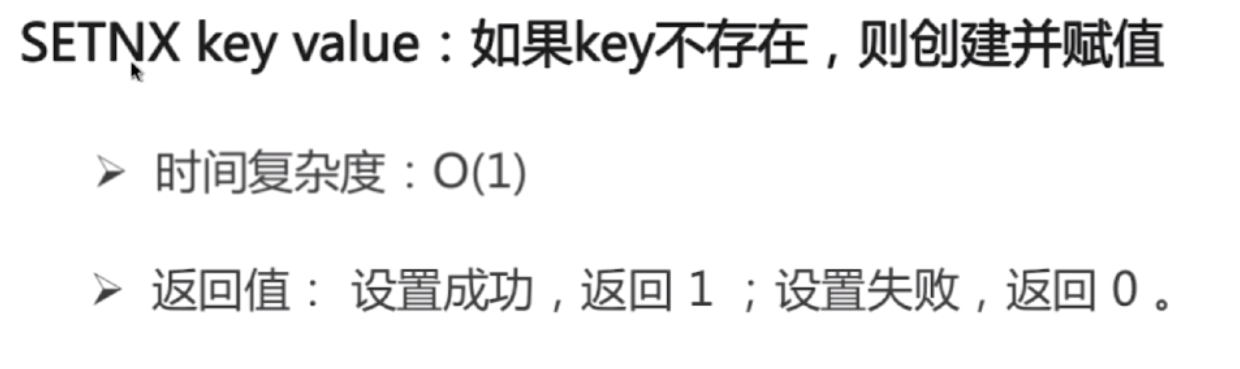 SETNX key value：如果key不存在，则创建并赋值
➢ 时间复杂度：O(1)
➢ 返回值： 设置成功，返回 1 ；设置失败，返回 0 。